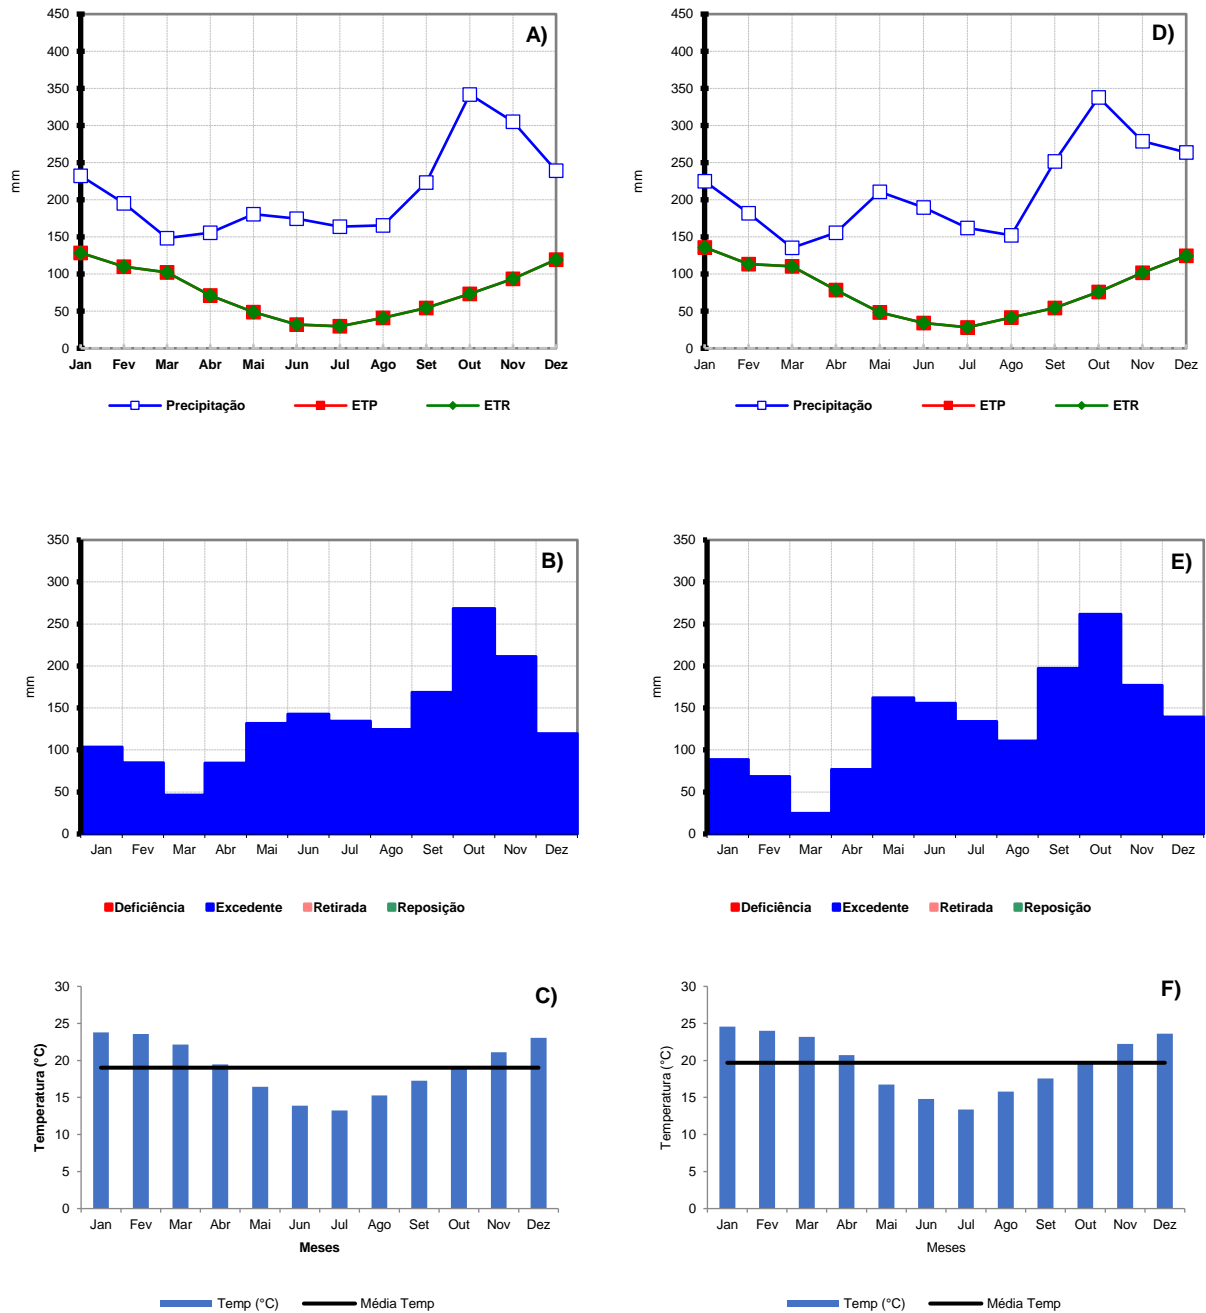 A)
450
400
350
300
250
200
150
100
50
0
mm
Jan Fev Mar Abr Mai Jun Jul Ago Set Out Nov Dez
Precipitação ETP ETR
D)
450
400
350
300
250
200
150
100
50
0
mm
Jan Fev Mar Abr Mai Jun Jul Ago Set Out Nov Dez
Precipitação ETP ETR
B)
350
300
250
200
150
100
50
0
mm
Jan Fev Mar Abr Mai Jun Jul Ago Set Out Nov Dez
Deficiência Excedente Retirada Reposição
E)
350
300
250
200
150
100
50
0
mm
Jan Fev Mar Abr Mai Jun Jul Ago Set Out Nov Dez
Deficiência Excedente Retirada Reposição
C)
30
25
20
15
10
5
0
Temperatura (°C)
Jan Fev Mar Abr Mai Jun Jul Ago Set Out Nov Dez
Meses
Temp (°C) Média Temp
F)
30
25
20
15
10
5
0
Temperatura (°C)
Jan Fev Mar Abr Mai Jun Jul Ago Set Out Nov Dez
Meses
Temp (°C) Média Temp